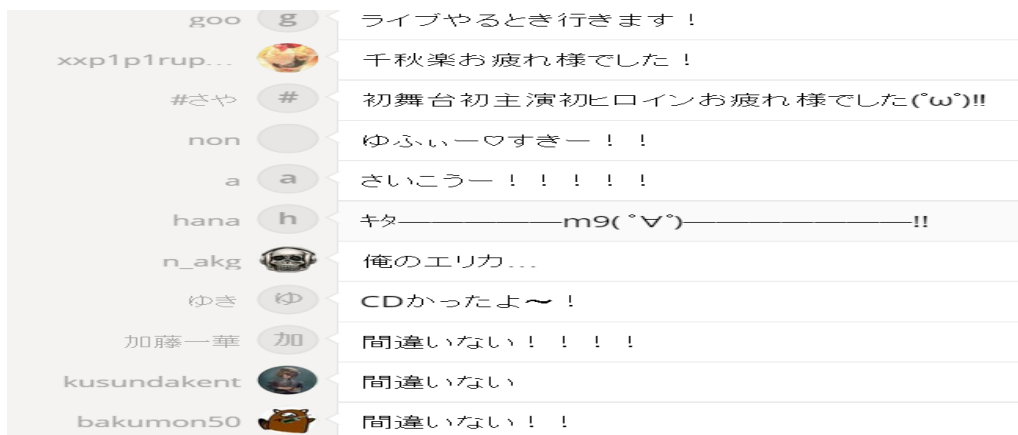 goo g ライブやるとき行きます！
xxp1p1rup... 千秋楽お疲れ様でした！
#さや # 初舞台初主演初ヒロインお疲れ様でした(ﾟωﾟ)!!
non ゆふぃー♡すきー！！
a a さいこうー！！！！！
hana h ｷﾀ━━━━━━━━m9( ﾟ∀ﾟ)━━━━━━━━━━━!!
n_akg 俺のエリカ...
ゆき ゆ CDかったよ〜！
加藤一華 加 間違いない！！！！
kusundakent 間違いない
bakumon50 間違いない！！